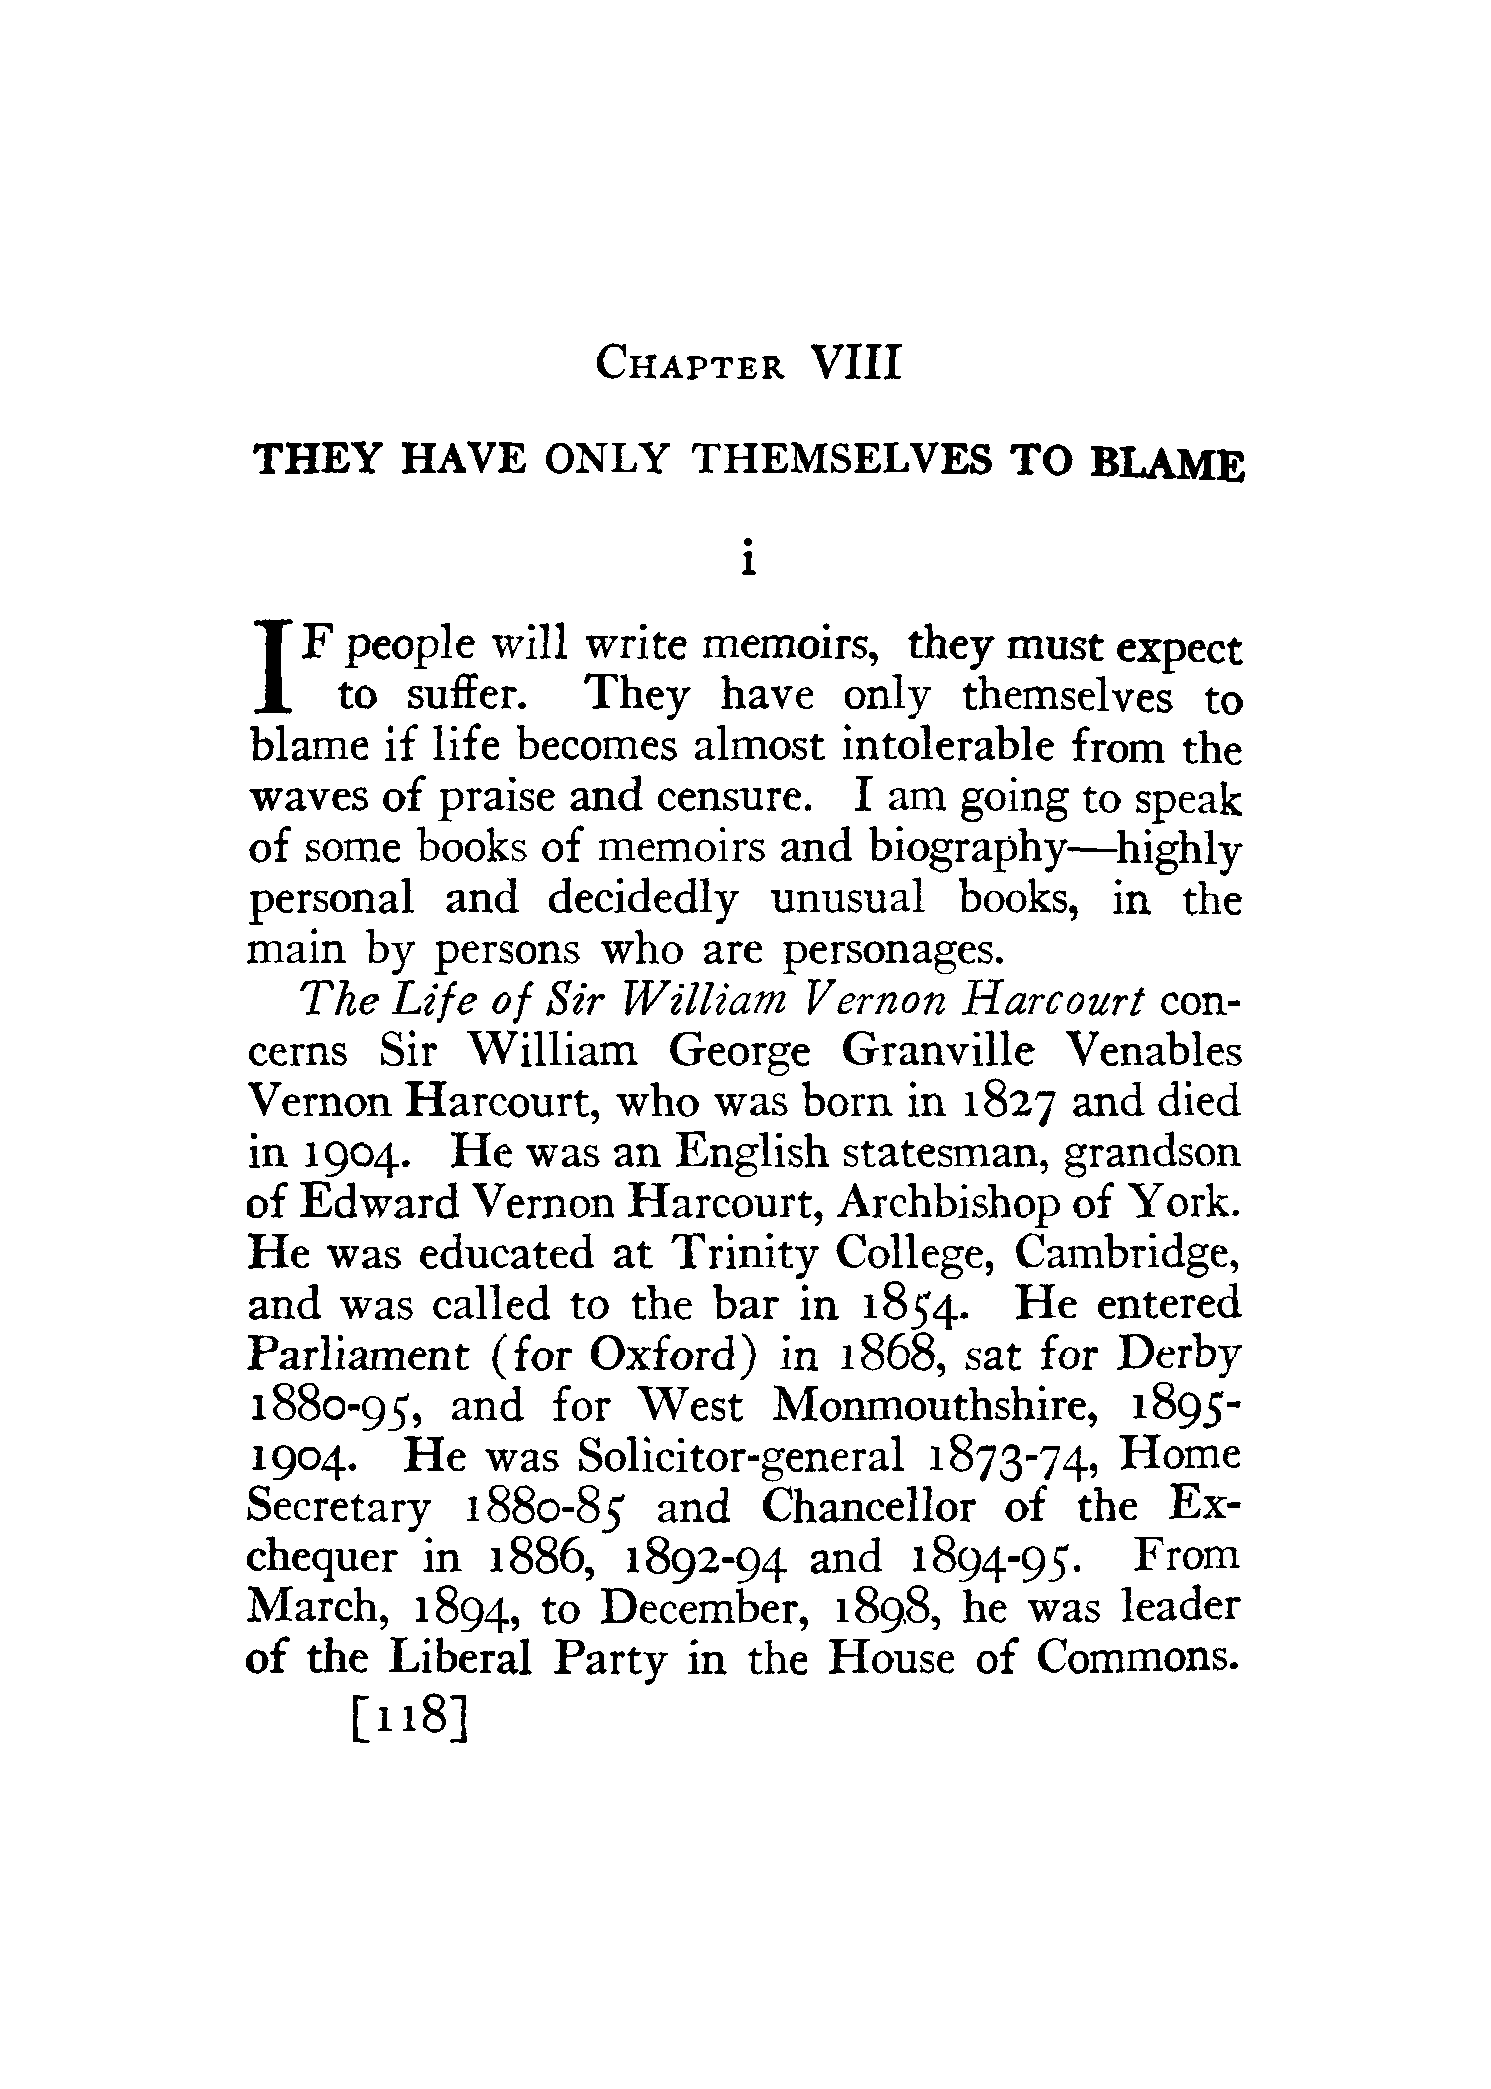 CHAPTER VIII
THEY HAVE ONLY THEMSELVES TO BLAME
i
IF people will write memoirs, they must expect
to suffer. They have only themselves to
blame if life becomes almost intolerable from the
waves of praise and censure. I am going to speak
of some books of memoirs and biography—highly
personal and decidedly unusual books, in the
main by persons who are personages.
The Life of Sir William Vernon Harcourt con-
cerns Sir William George Granville Venables
Vernon Harcourt, who was born in 1827 and died
in 1904. He was an English statesman, grandson
of Edward Vernon Harcourt, Archbishop of York.
He was educated at Trinity College, Cambridge,
and was called to the bar in 1854. He entered
Parliament (for Oxford) in 1868, sat for Derby
1880-95, and for West Monmouthshire, 1895-
1904. He was Solicitor-general 1873-74, Home
Secretary 1880-85 and Chancellor of the Ex-
chequer in 1886, 1892-94 and 1894-95. From
March, 1894, to December, 1898, he was leader
of the Liberal Party in the House of Commons.
[118]